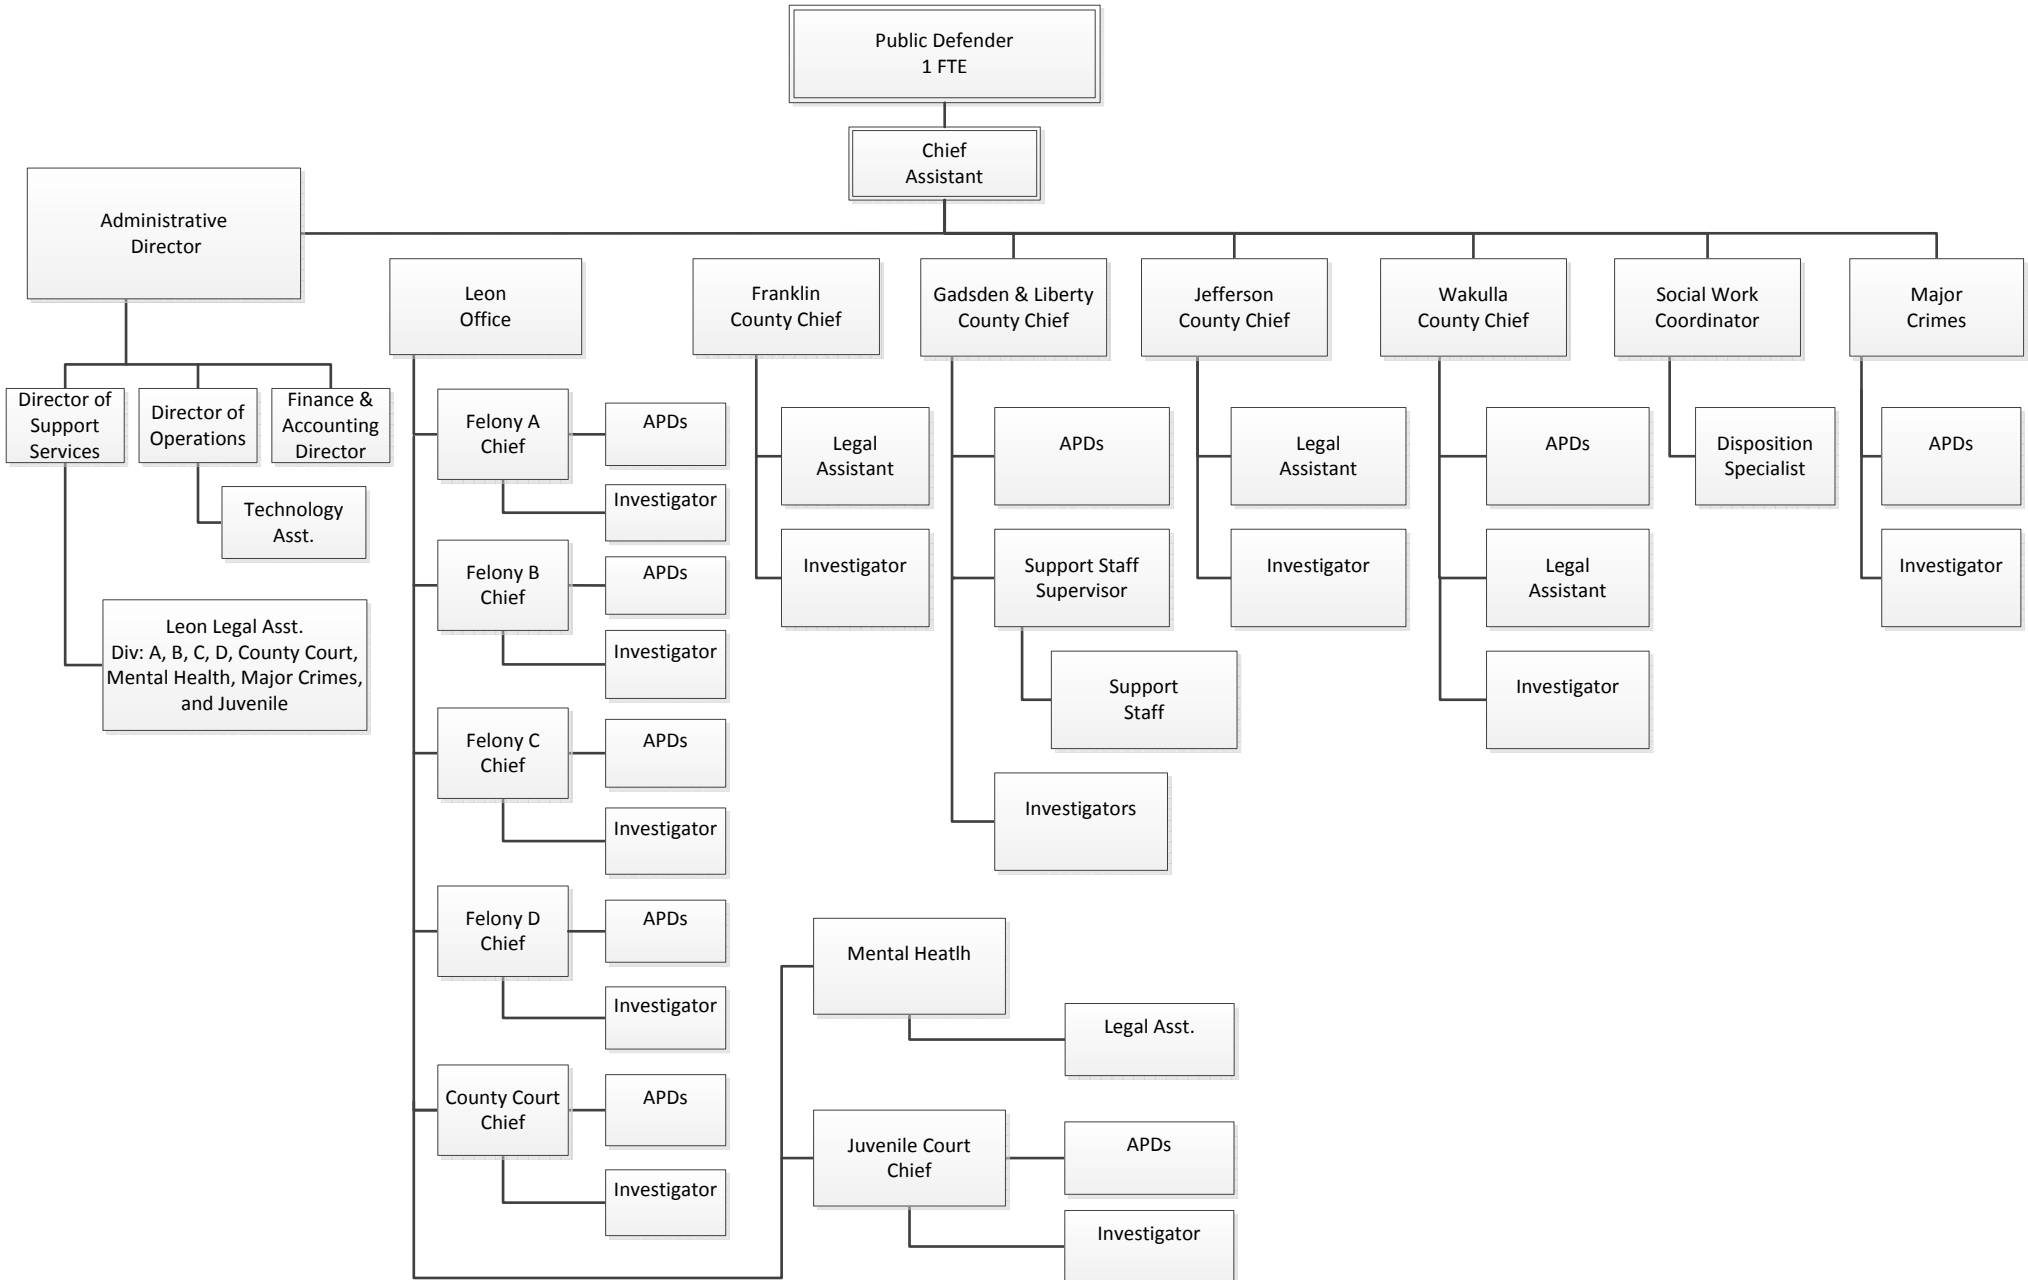 Public Defender
1 FTE
Chief
Assistant
Administrative
Director
Director of
Support
Services
Director of
Operations
Finance &
Accounting
Director
Technology
Asst.
Leon Legal Asst.
Div: A, B, C, D, County Court,
Mental Health, Major Crimes,
and Juvenile
Leon
Office
Felony A
Chief
APDs
Investigator
Felony B
Chief
APDs
Investigator
Felony C
Chief
APDs
Investigator
Felony D
Chief
APDs
Investigator
County Court
Chief
APDs
Investigator
Mental Heatlh
Legal Asst.
Juvenile Court
Chief
APDs
Investigator
Franklin
County Chief
Legal
Assistant
Investigator
Gadsden & Liberty
County Chief
APDs
Support Staff
Supervisor
Support
Staff
Investigators
Jefferson
County Chief
Legal
Assistant
Investigator
Wakulla
County Chief
APDs
Legal
Assistant
Investigator
Social Work
Coordinator
Disposition
Specialist
Major
Crimes
APDs
Investigator